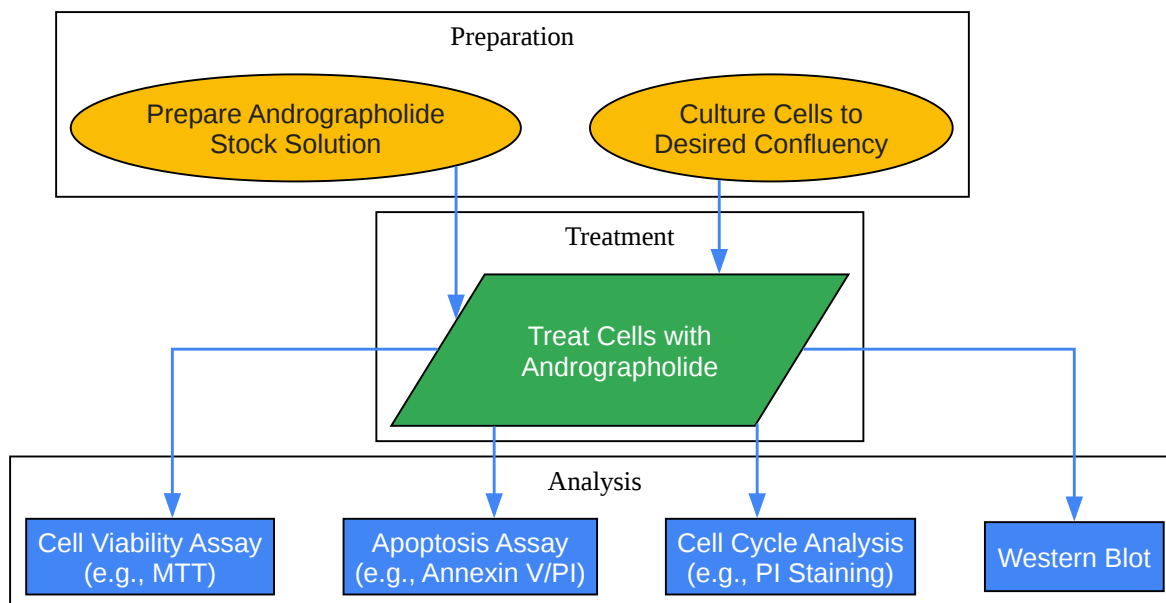 Preparation
Prepare Andrographolide
Stock Solution
Culture Cells to
Desired Confluency
Treatment
Treat Cells with
Andrographolide
Analysis
Cell Viability Assay
(e.g., MTT)
Apoptosis Assay
(e.g., Annexin V/PI)
Cell Cycle Analysis
(e.g., PI Staining)
Western Blot